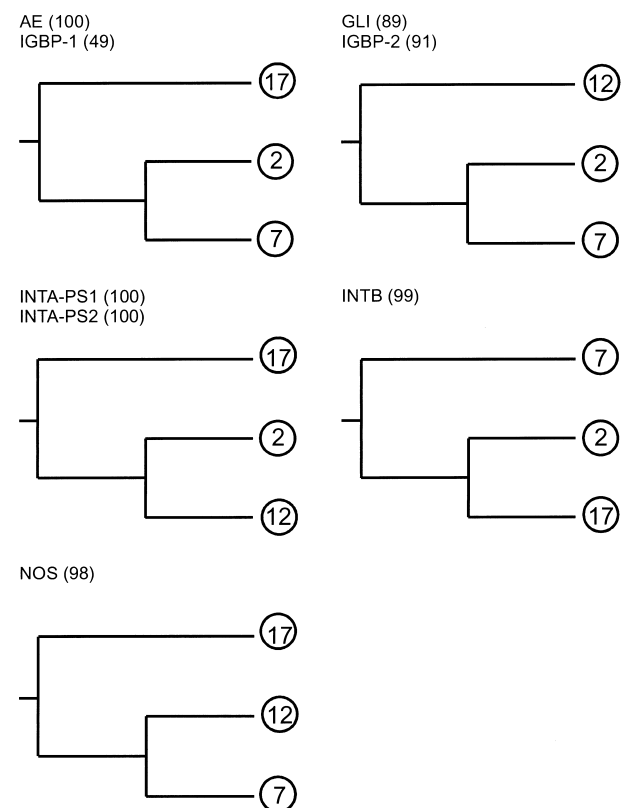 AE (100)
IGBP-1 (49)
17
2
7
GLI (89)
IGBP-2 (91)
12
2
7
INTA-PS1 (100)
INTA-PS2 (100)
17
2
12
INTB (99)
7
2
17
NOS (98)
17
12
7